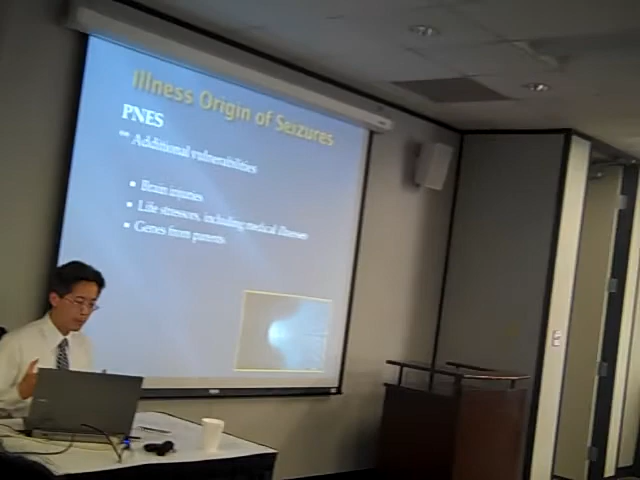 Illness Origin of Seizures
PNES
Additional vulnerabilities
• Brain injuries
• Life stressors, including medical illnesses
• Genes from parents